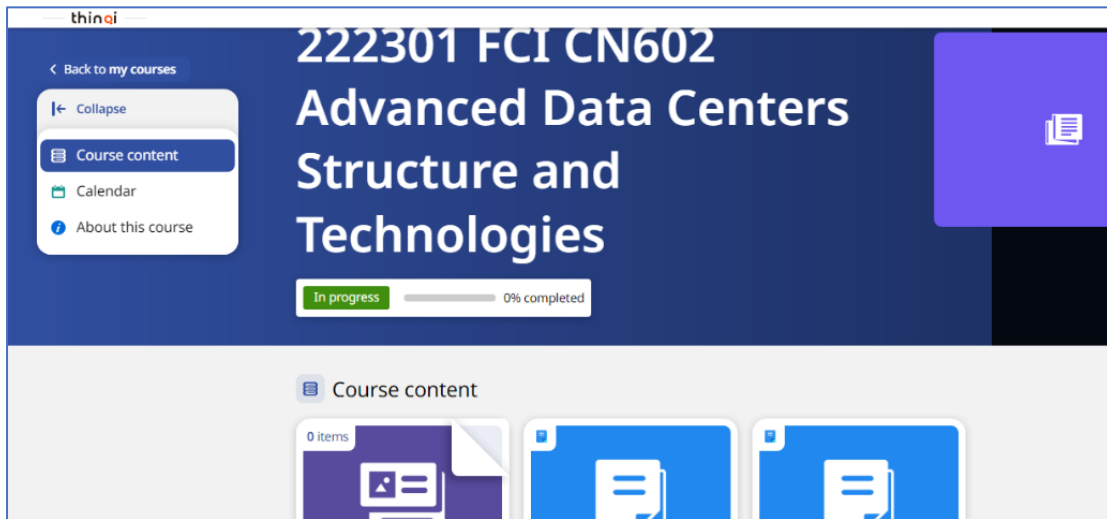 thinqi
222301 FCI CN602
Advanced Data Centers
Structure and
Technologies
Back to my courses
Collapse
Course content
Calendar
About this course
In progress
0% completed
Course content
0 items